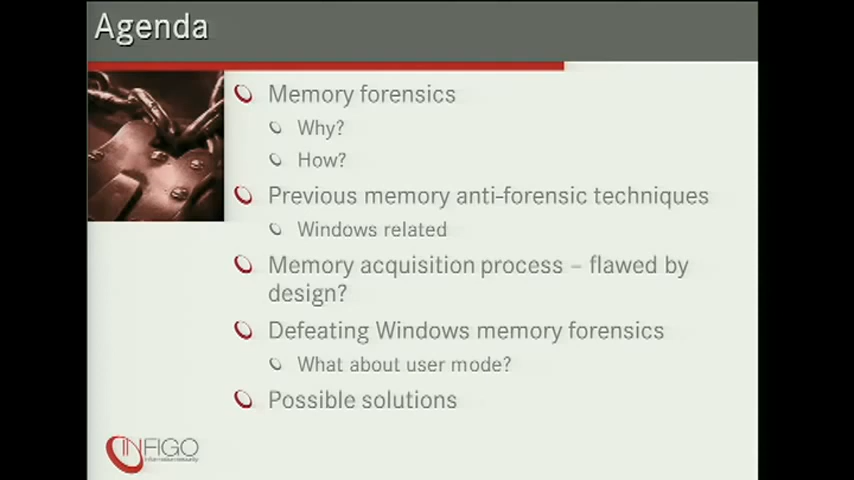 Agenda
Memory forensics
Why?
How?
Previous memory anti-forensic techniques
Windows related
Memory acquisition process – flawed by
design?
Defeating Windows memory forensics
What about user mode?
Possible solutions
INFIGO